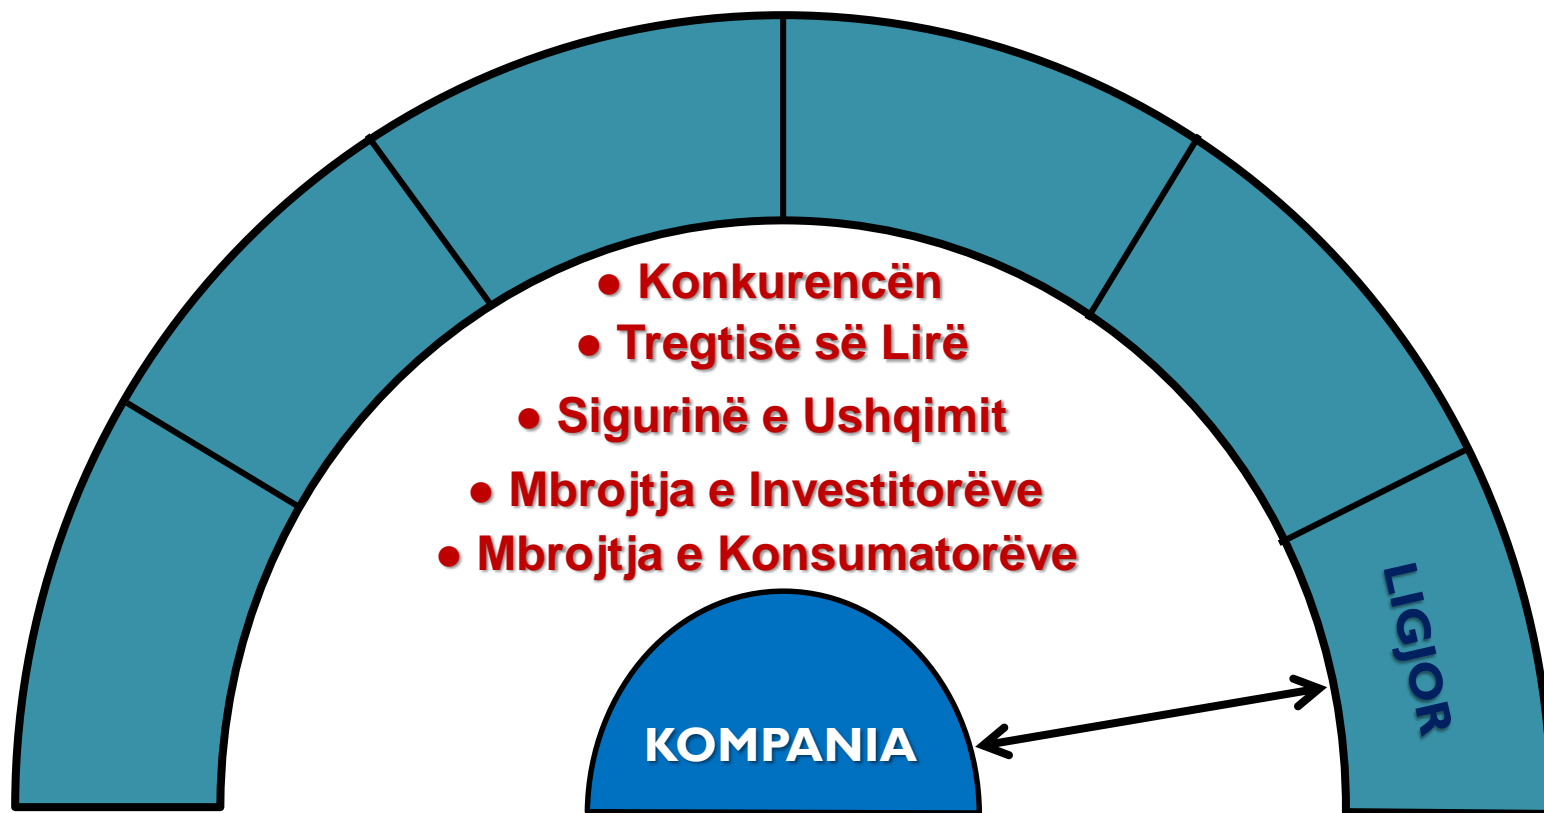 ● Konkurencën
● Tregtisë së Lirë
● Sigurinë e Ushqimit
● Mbrojtja e Investitorëve
● Mbrojtja e Konsumatorëve
LIGJOR
KOMPANIA